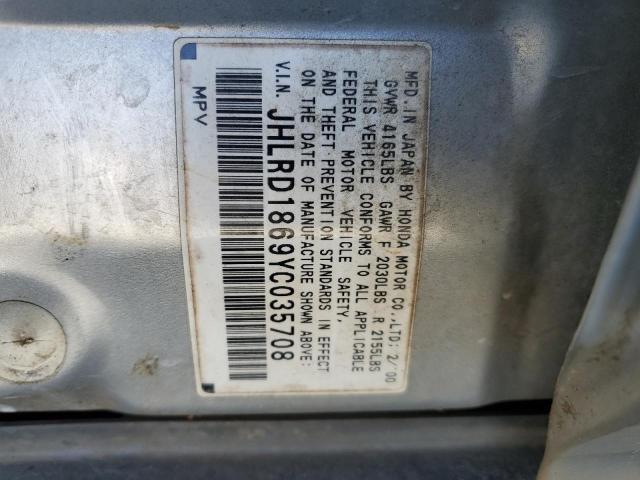 MFD. IN JAPAN BY HONDA MOTOR CO.,LTD; 2/'00
GVWR 4165LBS GAWR F 2030LBS R 2155LBS
THIS VEHICLE CONFORMS TO ALL APPLICABLE
FEDERAL MOTOR VEHICLE SAFETY,
AND THEFT PREVENTION STANDARDS IN EFFECT
ON THE DATE OF MANUFACTURE SHOWN ABOVE:
V.I.N. JHLRD1869YC035708
MPV